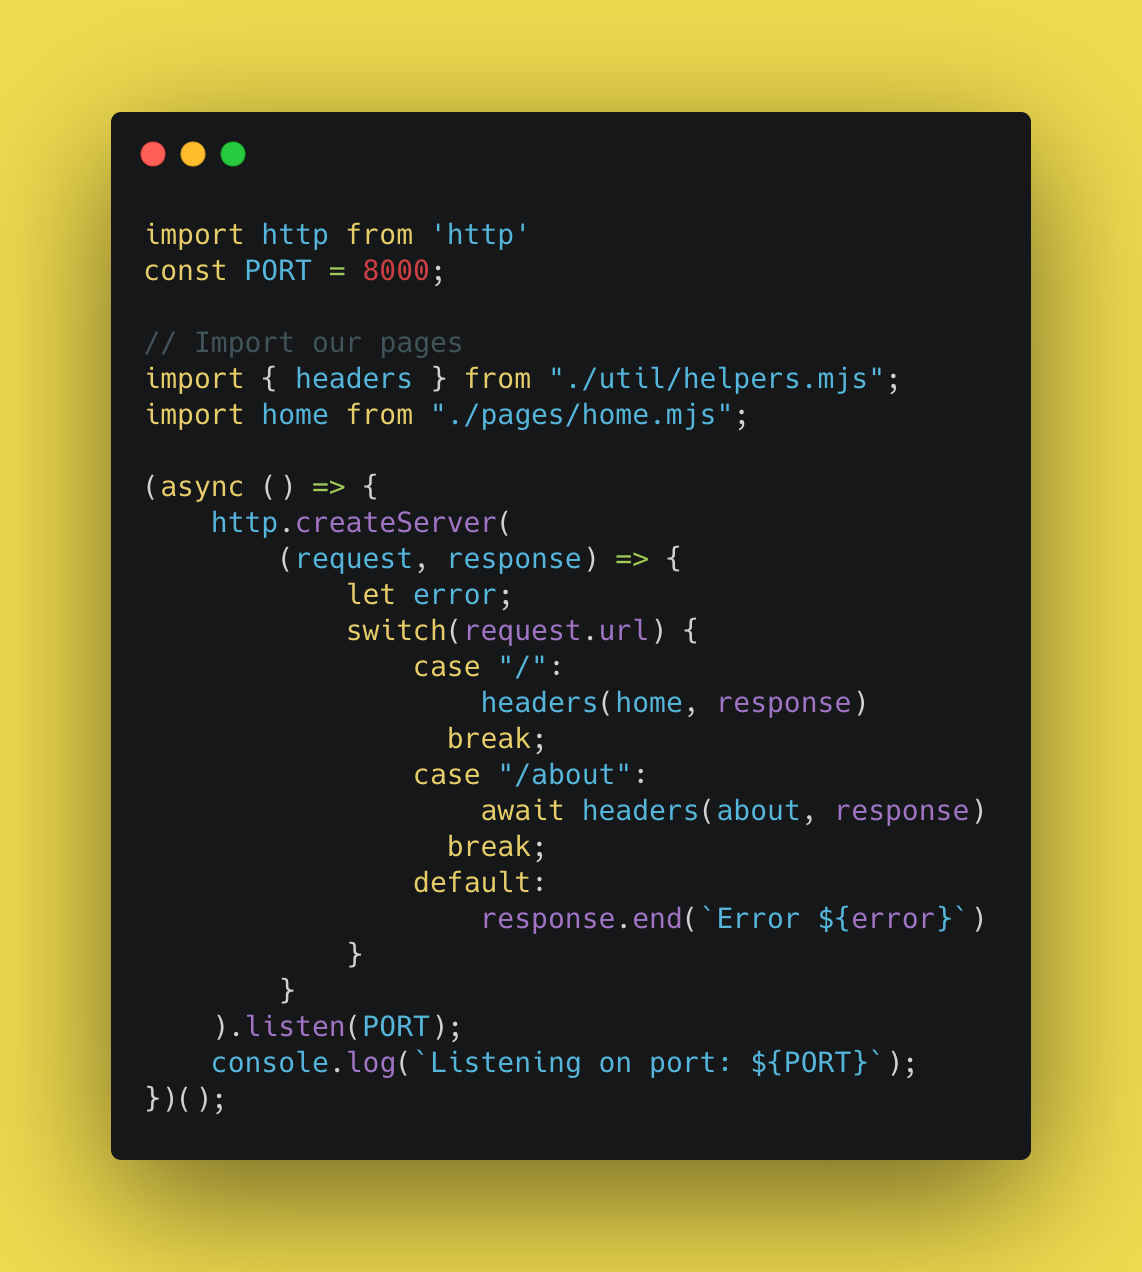 import http from 'http'
const PORT = 8000;

// Import our pages
import { headers } from "./util/helpers.mjs";
import home from "./pages/home.mjs";

(async () => {
    http.createServer(
        (request, response) => {
            let error;
            switch(request.url) {
                case "/":
                    headers(home, response)
                  break;
                case "/about":
                    await headers(about, response)
                  break;
                default:
                    response.end(`Error ${error}`)
            }
        }
    ).listen(PORT);
    console.log(`Listening on port: ${PORT}`);
})();